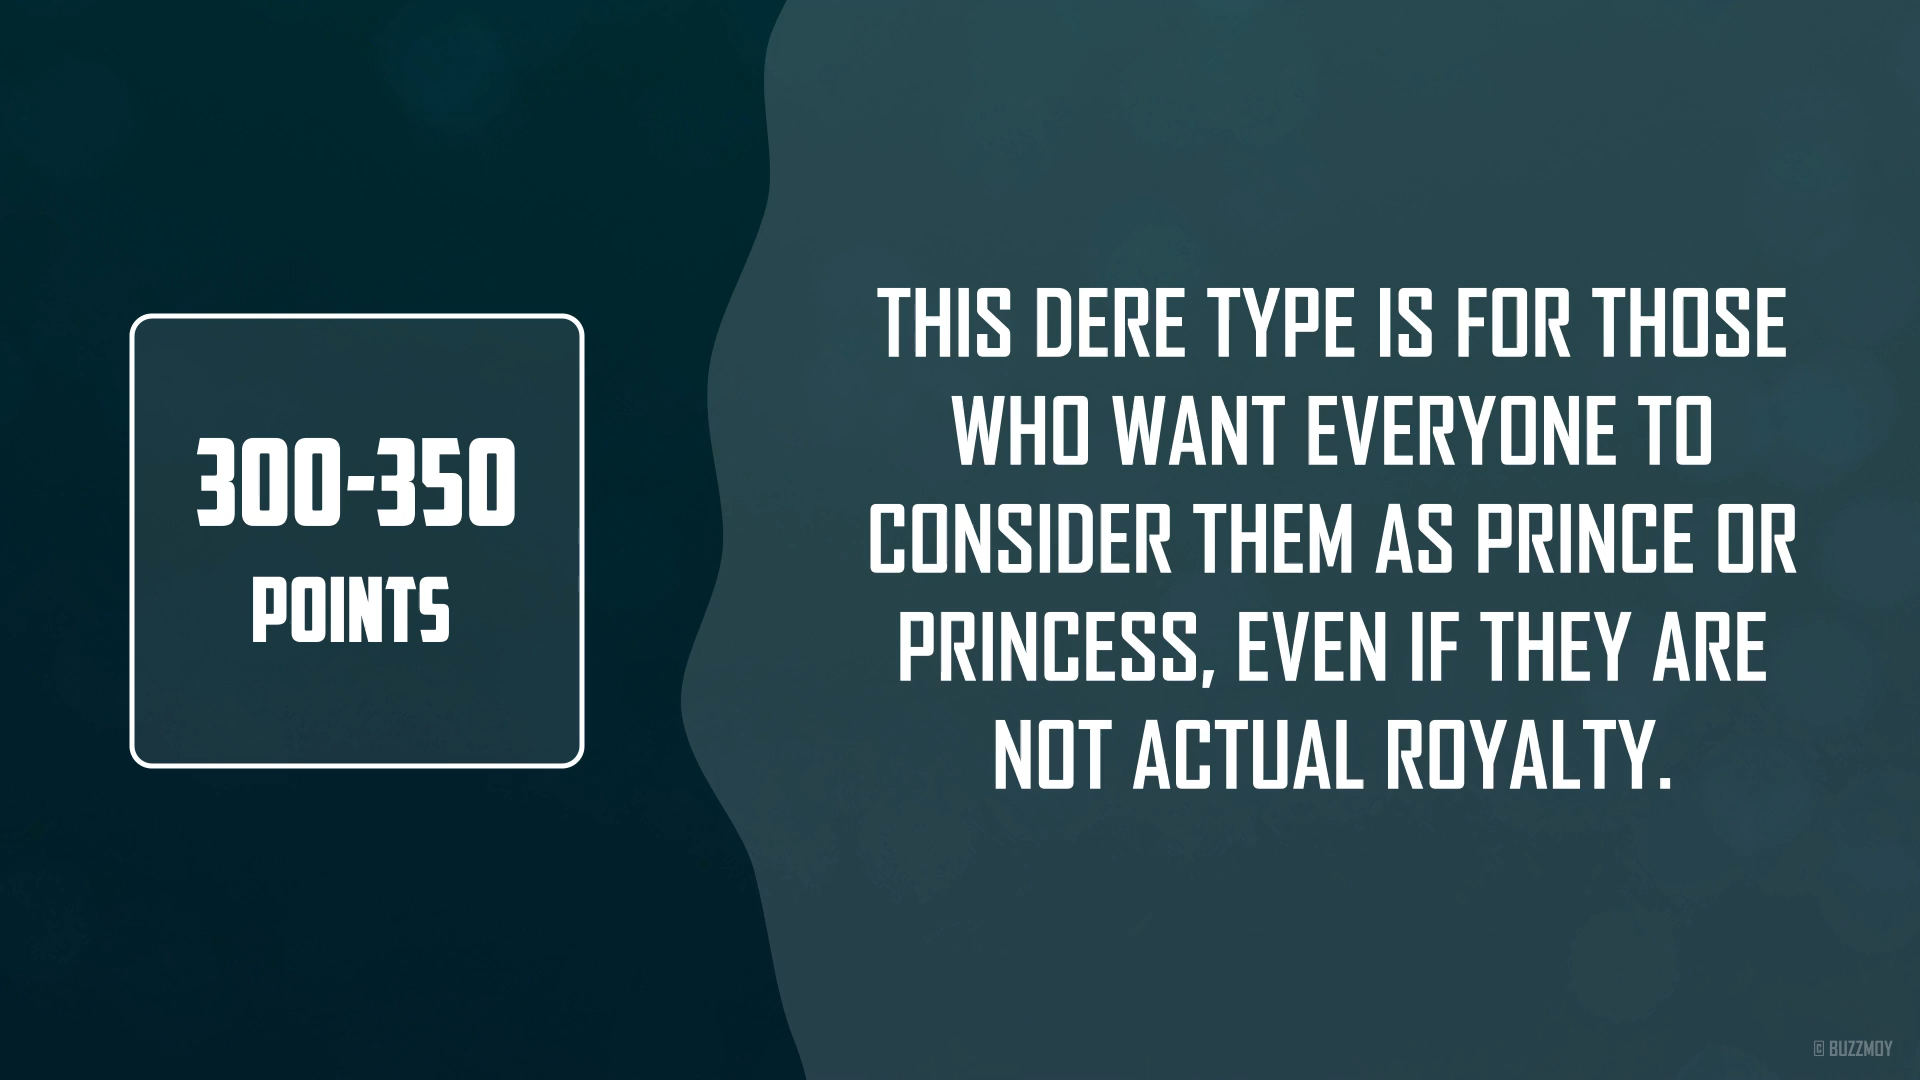 300-350
POINTS
THIS DERE TYPE IS FOR THOSE
WHO WANT EVERYONE TO
CONSIDER THEM AS PRINCE OR
PRINCESS, EVEN IF THEY ARE
NOT ACTUAL ROYALTY.
© BUZZMOY